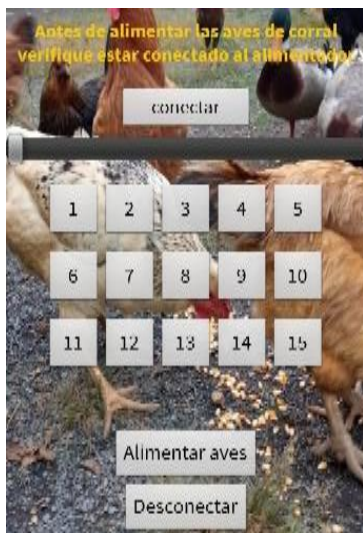 Antes de alimentar las aves de corral
verifique estar conectado al alimentador
conectar
1 2 3 4 5
6 7 8 9 10
11 12 13 14 15
Alimentar aves
Desconectar